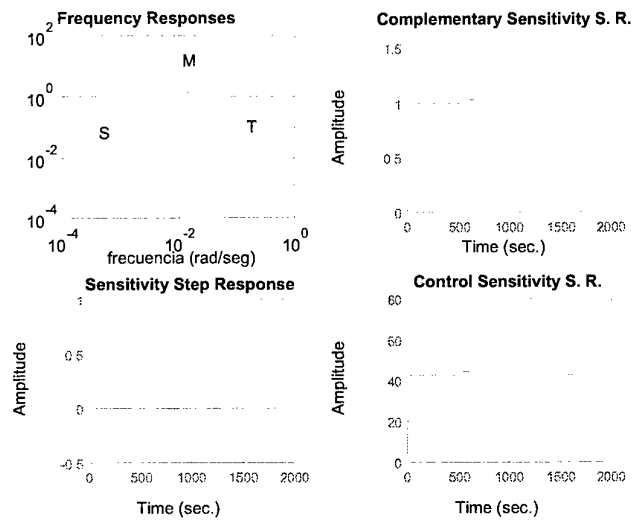 Frequency Responses
10^2
10^0
10^-2
10^-4
M
S
T
10^-4 10^-2 10^0
frecuencia (rad/seg)
Complementary Sensitivity S. R.
1.5
1
0.5
0
Amplitude
0 500 1000 1500 2000
Time (sec.)
Sensitivity Step Response
1
0.5
0
-0.5
Amplitude
0 500 1000 1500 2000
Time (sec.)
Control Sensitivity S. R.
60
40
20
0
Amplitude
0 500 1000 1500 2000
Time (sec.)